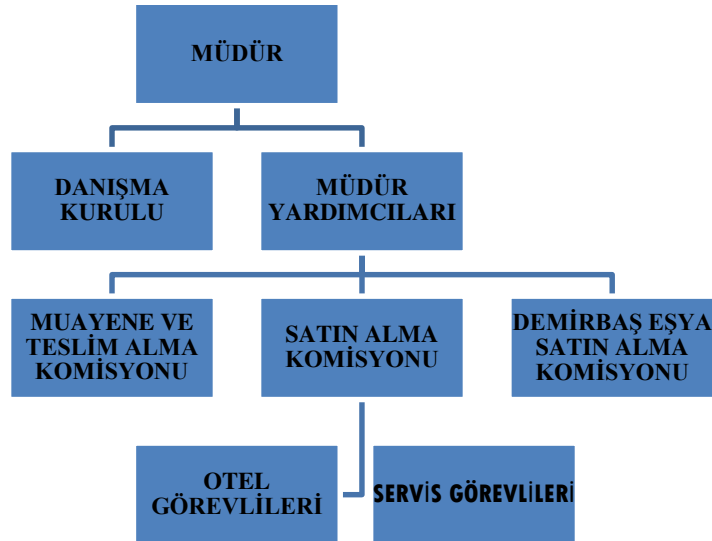 MÜDÜR
DANIŞMA
KURULU
MÜDÜR
YARDIMCILARI
MUAYENE VE
TESLİM ALMA
KOMİSYONU
SATIN ALMA
KOMİSYONU
DEMİRBAŞ EŞYA
SATIN ALMA
KOMİSYONU
OTEL
GÖREVLİLERİ
SERVİS GÖREVLİLERİ